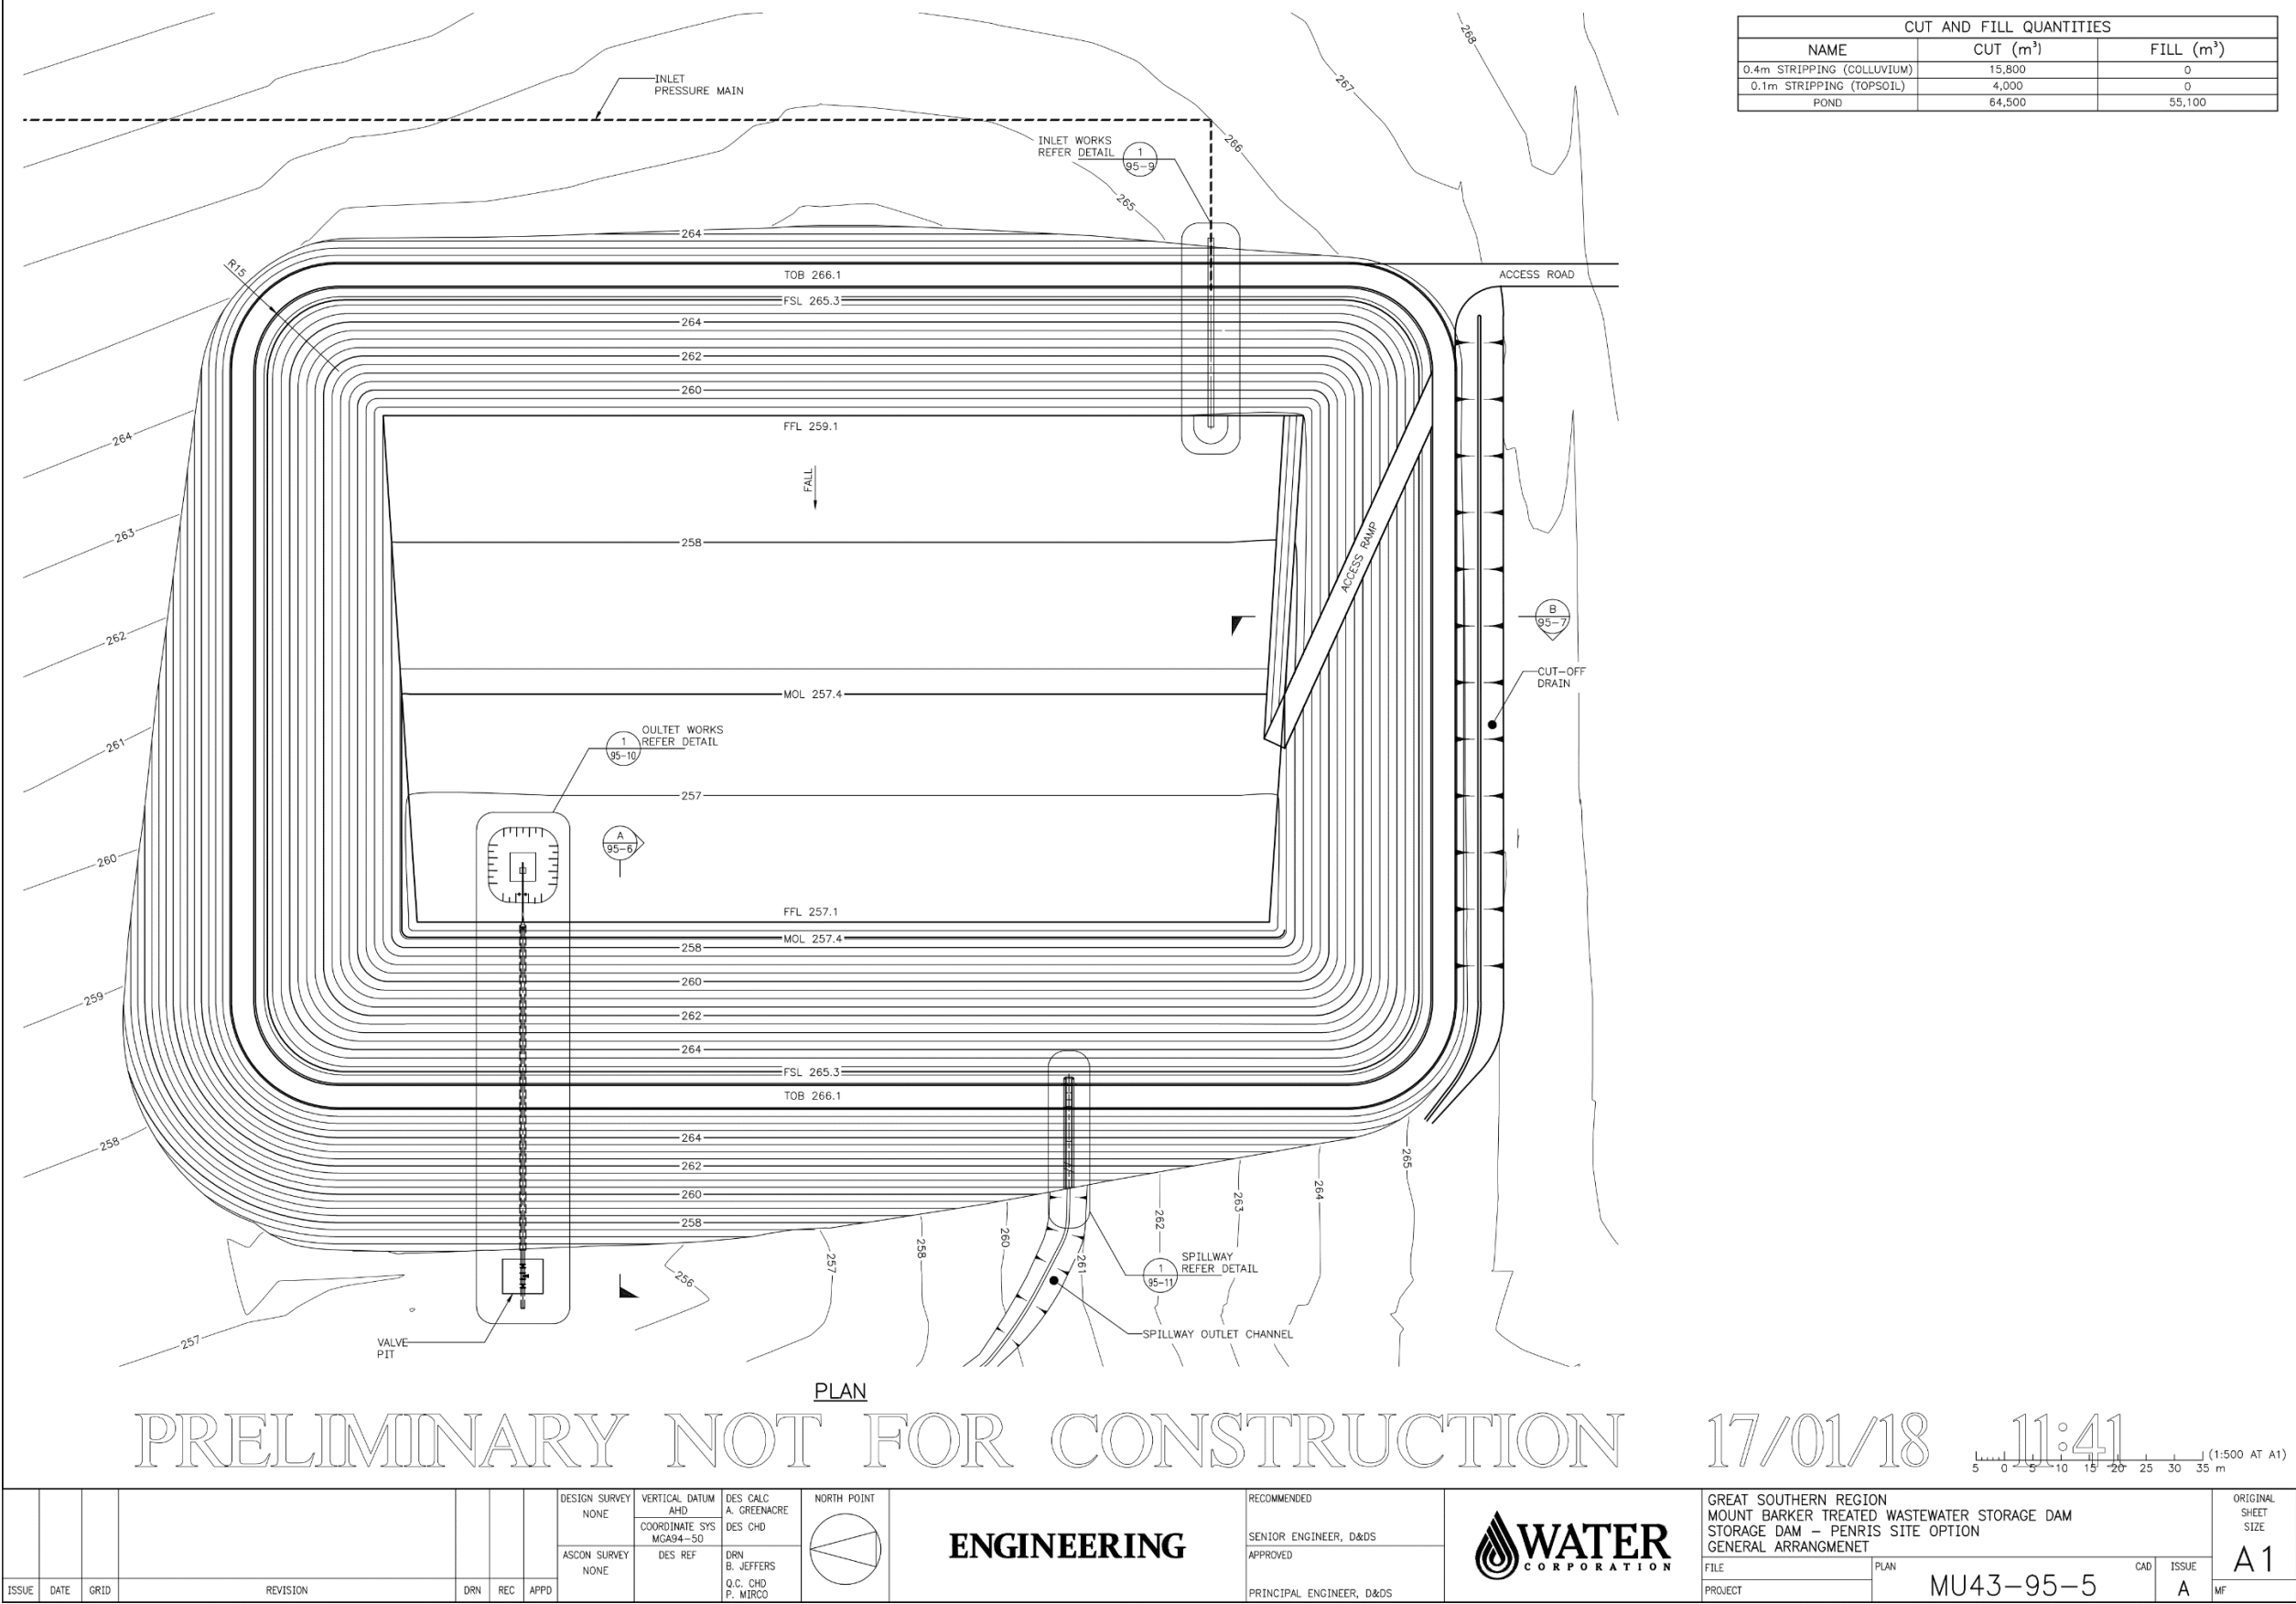 CUT AND FILL QUANTITIES
NAME CUT (m³) FILL (m³)
0.4m STRIPPING (COLLUVIUM) 15,800 0
0.1m STRIPPING (TOPSOIL) 4,000 0
POND 64,500 55,100
268
267
INLET
PRESSURE MAIN
INLET WORKS
REFER DETAIL
1
95-9
266
265
264
R15
TOB 266.1
ACCESS ROAD
FSL 265.3
264
262
260
FFL 259.1
FALL
264
263
258
ACCESS RAMP
B
95-7
262
CUT-OFF
DRAIN
MOL 257.4
OULTET WORKS
REFER DETAIL
1
95-10
261
257
A
95-6
260
FFL 257.1
MOL 257.4
258
260
259
262
264
FSL 265.3
TOB 266.1
264
262
260
258
258
265
264
263
262
261
260
258
257
256
257
SPILLWAY
REFER DETAIL
1
95-11
SPILLWAY OUTLET CHANNEL
VALVE
PIT
PLAN
PRELIMINARY NOT FOR CONSTRUCTION 17/01/18 11:41
5 0 5 10 15 20 25 30 35 m
(1:500 AT A1)
ISSUE DATE GRID REVISION DRN REC APPD
DESIGN SURVEY
NONE
ASCON SURVEY
NONE
VERTICAL DATUM
AHD
COORDINATE SYS
MGA94-50
DES REF
DES CALC
A. GREENACRE
DES CHD
DRN
B. JEFFERS
Q.C. CHD
P. MIRCO
NORTH POINT
ENGINEERING
RECOMMENDED
SENIOR ENGINEER, D&DS
APPROVED
PRINCIPAL ENGINEER, D&DS
WATER
CORPORATION
GREAT SOUTHERN REGION
MOUNT BARKER TREATED WASTEWATER STORAGE DAM
STORAGE DAM - PENRIS SITE OPTION
GENERAL ARRANGMENET
FILE
PROJECT
PLAN
MU43-95-5
CAD
ISSUE
A
ORIGINAL
SHEET
SIZE
A1
MF